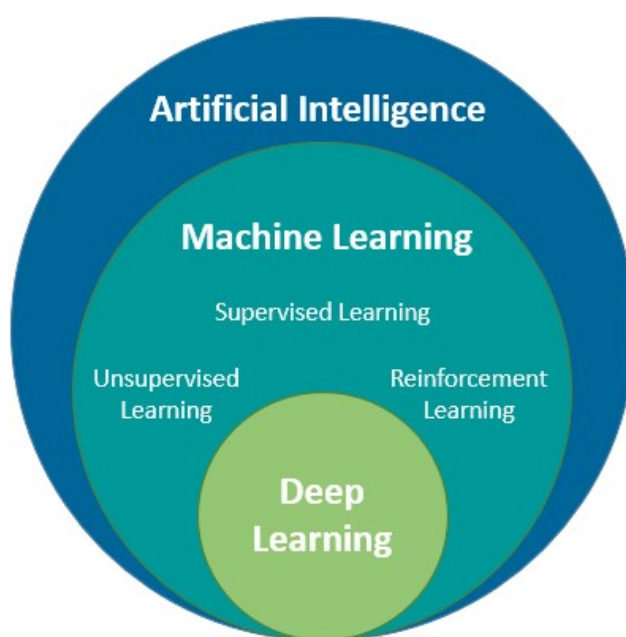 Artificial Intelligence
Machine Learning
Supervised Learning
Unsupervised
Learning
Reinforcement
Learning
Deep
Learning